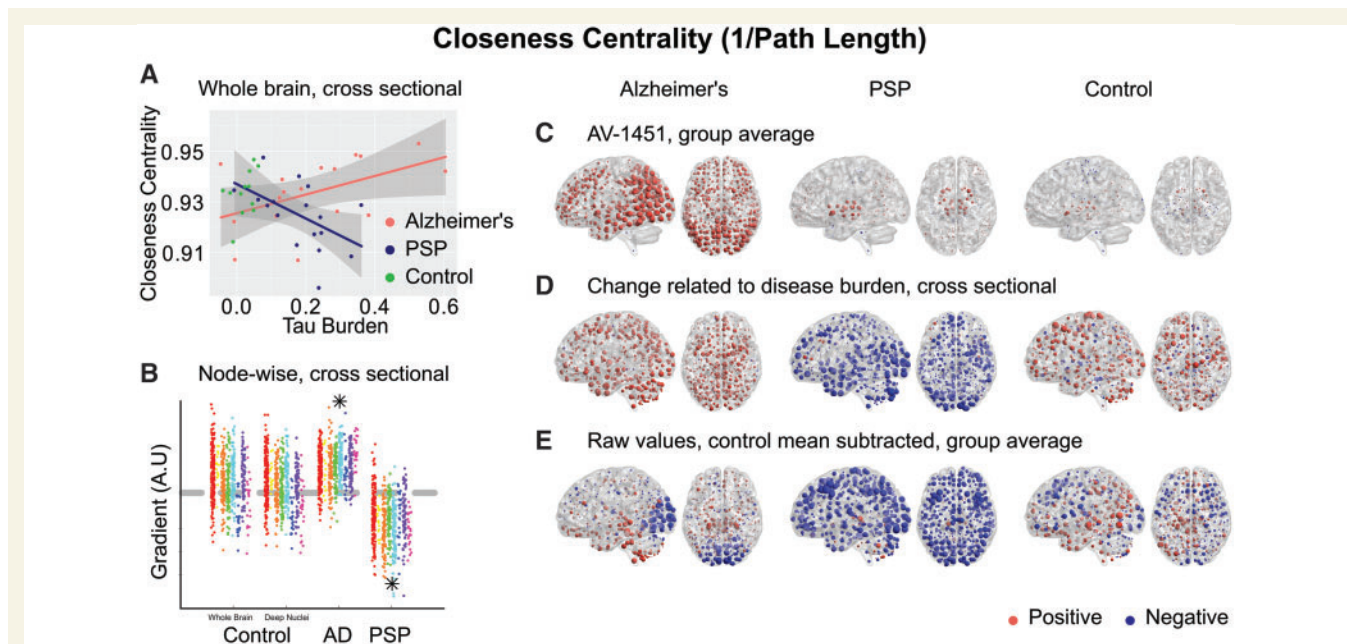 Closeness Centrality (1/Path Length)
A
Whole brain, cross sectional
Closeness Centrality
0.95
0.93
0.91
Alzheimer's
PSP
Control
0.0 0.2 0.4 0.6
Tau Burden
B
Node-wise, cross sectional
Gradient (A.U)
Whole Brain Deep Nuclei
Control AD PSP
Alzheimer's PSP Control
C AV-1451, group average
D Change related to disease burden, cross sectional
E Raw values, control mean subtracted, group average
Positive Negative